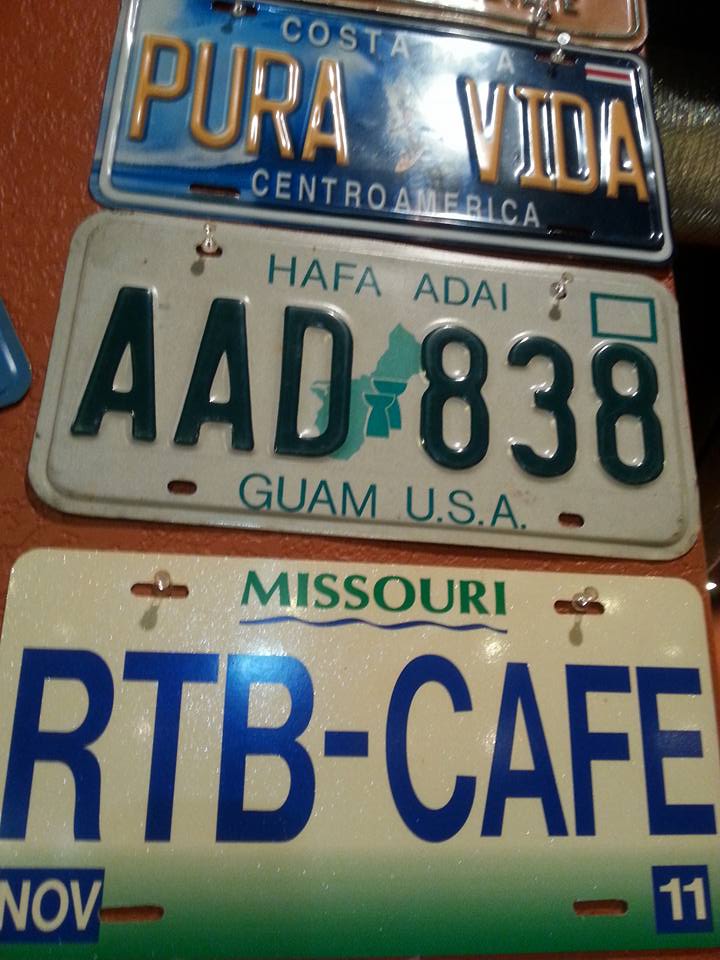 COSTA
PURA VIDA
CENTROAMERICA
HAFA ADAI
AAD 838
GUAM U.S.A.
MISSOURI
RTB-CAFE
NOV 11